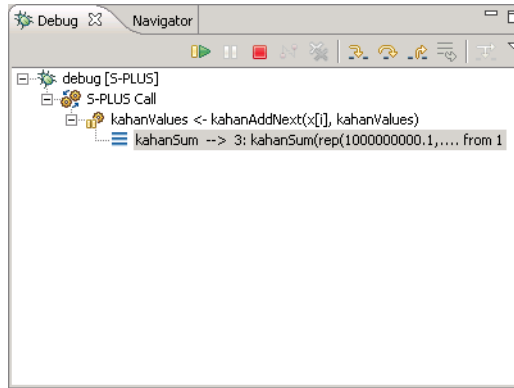 Debug Navigator
debug [S-PLUS]
S-PLUS Call
kahanValues <- kahanAddNext(x[i], kahanValues)
kahanSum --> 3: kahanSum(rep(1000000000.1,.... from 1